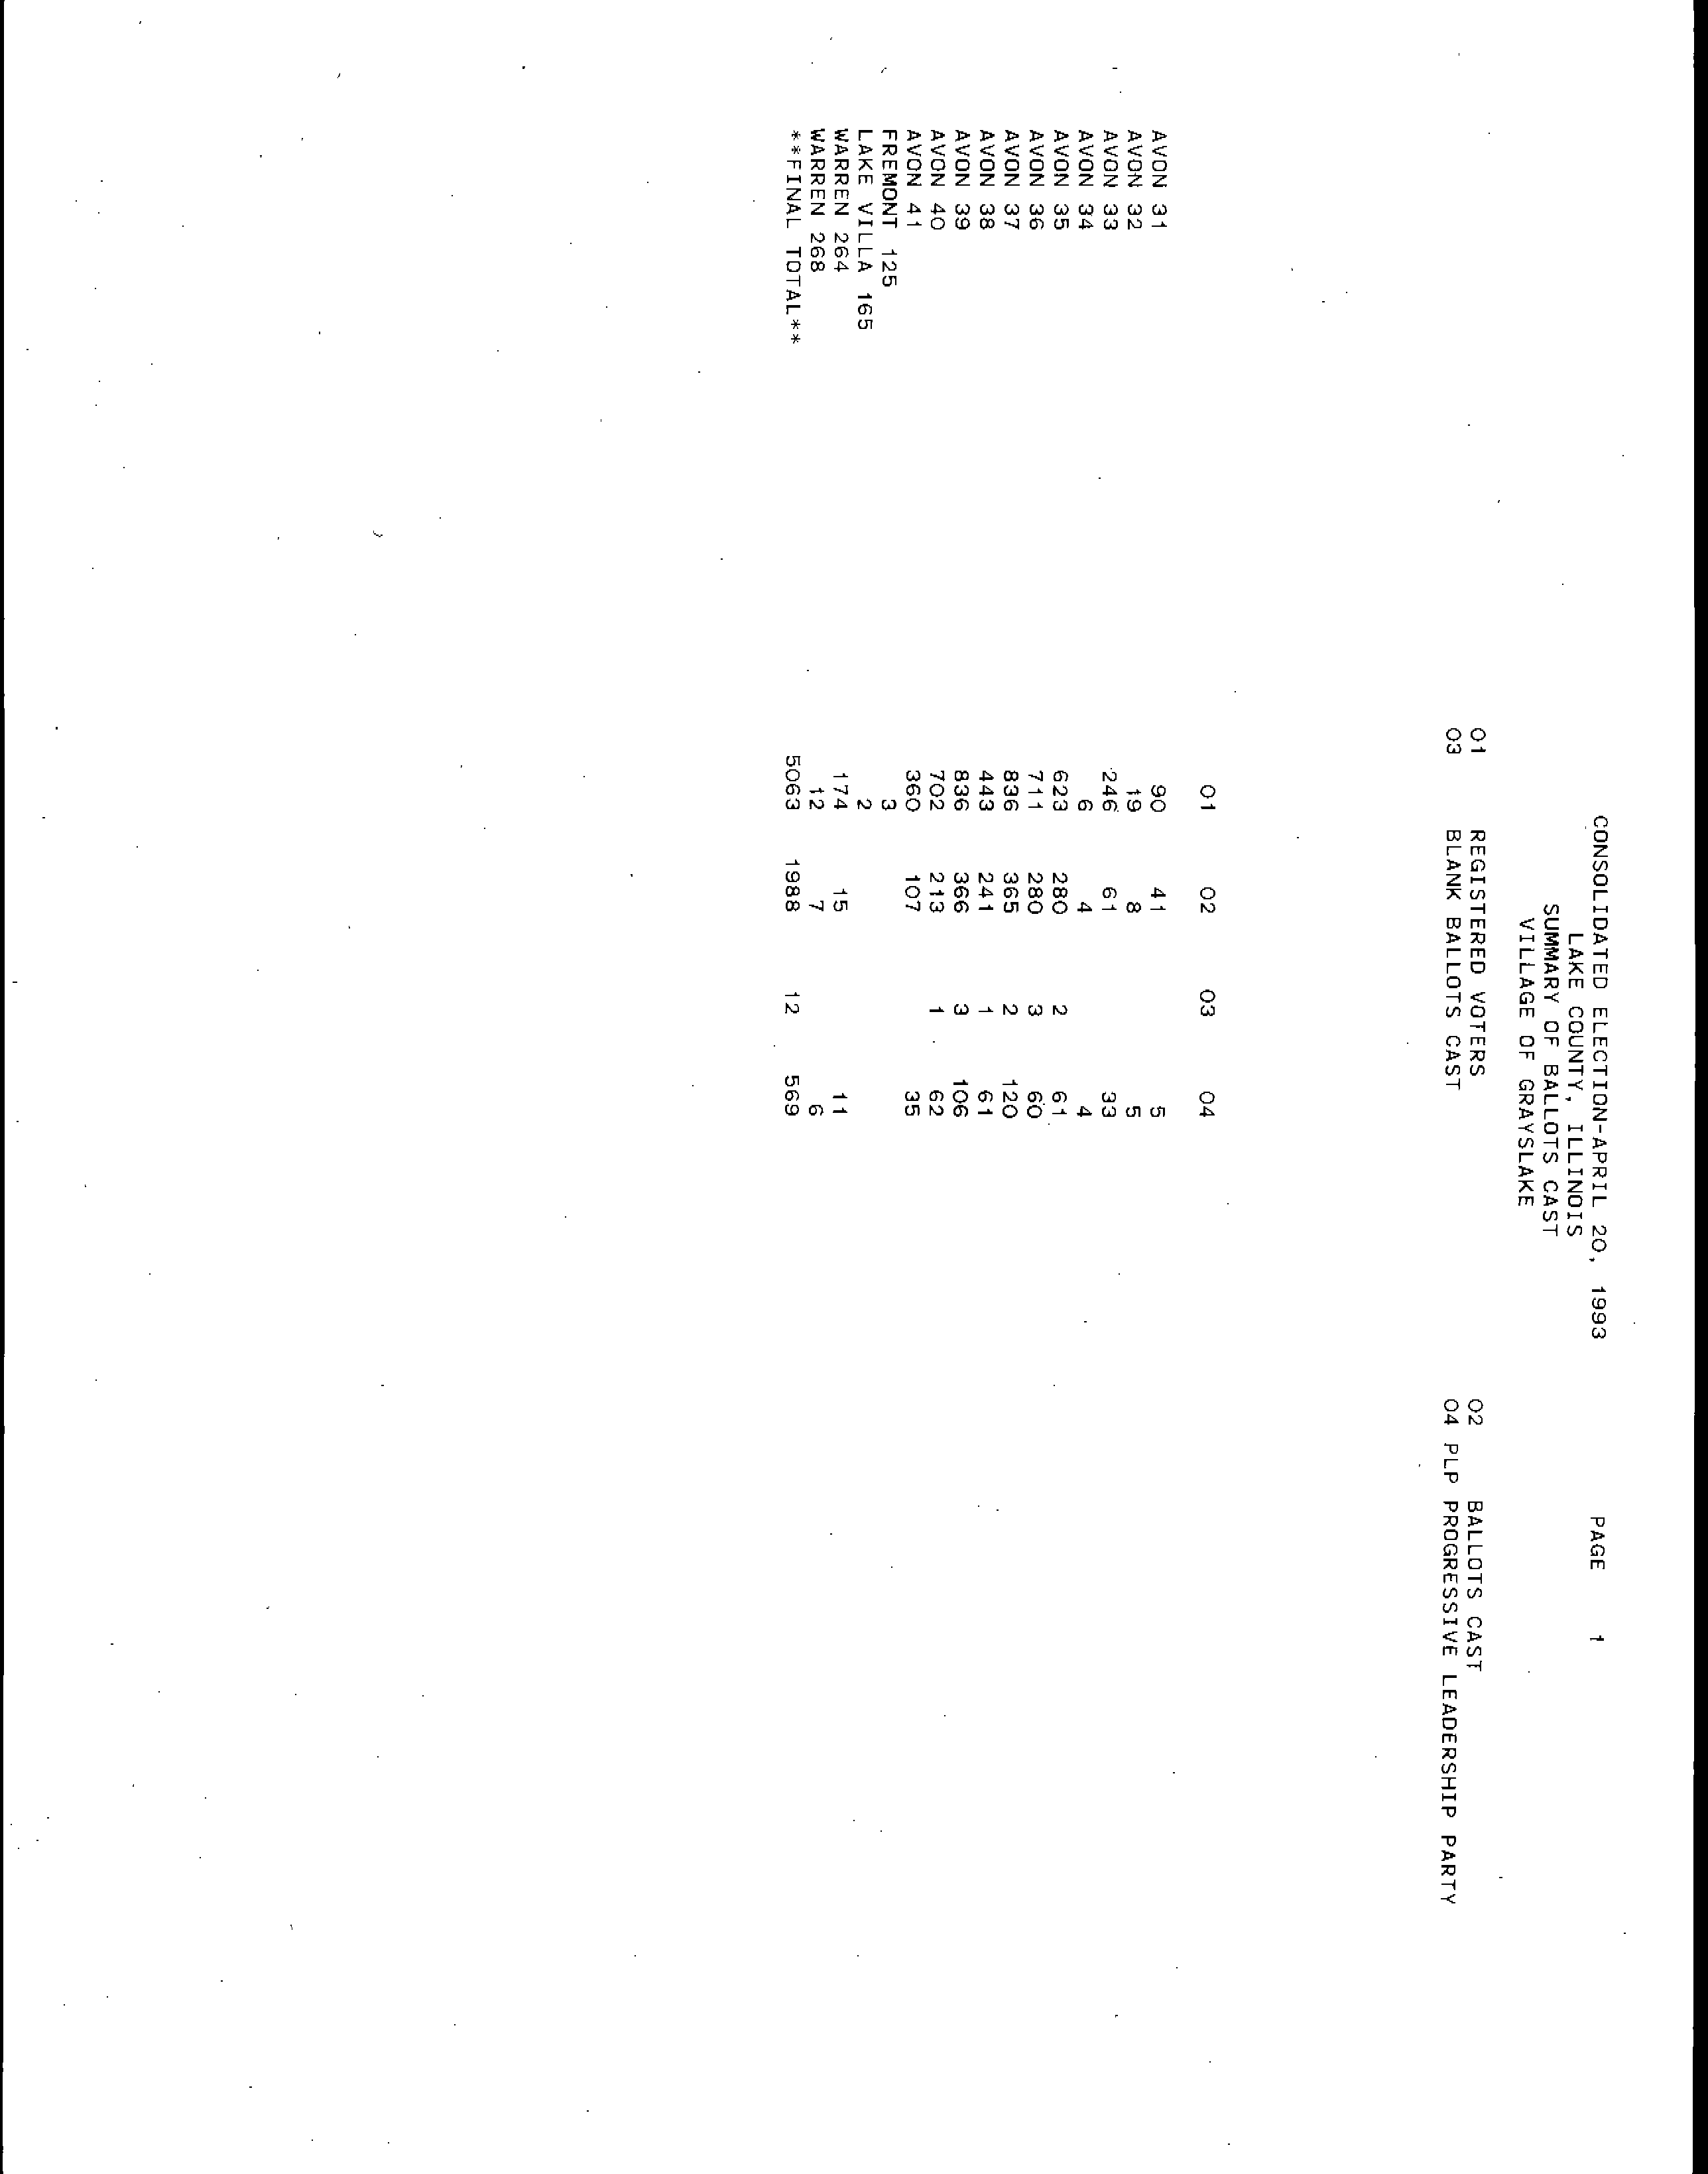 CONSOLIDATED ELECTION-APRIL 20, 1993 PAGE 1
LAKE COUNTY, ILLINOIS
SUMMARY OF BALLOTS CAST
VILLAGE OF GRAYSLAKE
01 REGISTERED VOTERS 02 BALLOTS CAST
03 BLANK BALLOTS CAST 04 PLP PROGRESSIVE LEADERSHIP PARTY
01 02 03 04
AVON 31 90 41 5
AVON 32 19 8 5
AVON 33 246 61 33
AVON 34 6 4 4
AVON 35 623 280 2 61
AVON 36 711 280 3 60
AVON 37 836 365 2 120
AVON 38 443 241 1 61
AVON 39 836 366 3 106
AVON 40 702 213 1 62
AVON 41 360 107 35
FREMONT 125 3
LAKE VILLA 165 2
WARREN 264 174 15 11
WARREN 268 12 7 6
**FINAL TOTAL** 5063 1988 12 569